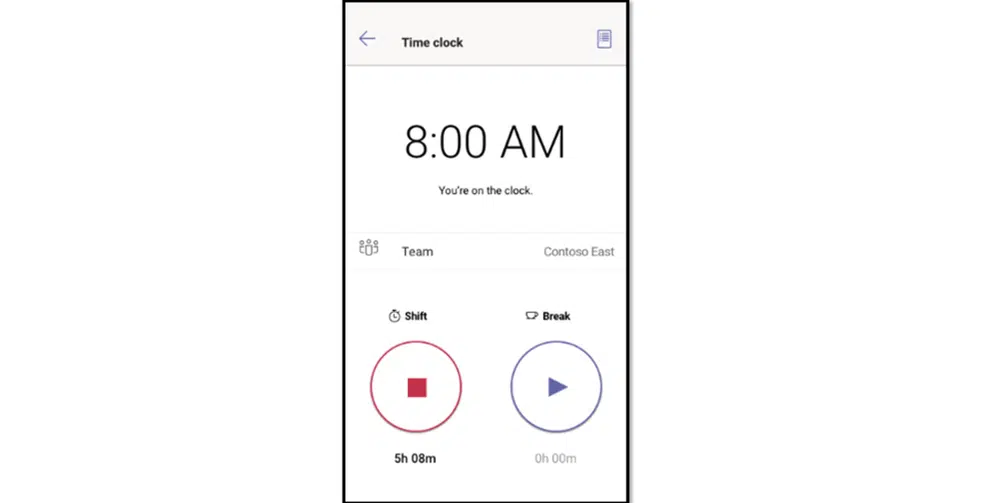 Time clock
8:00 AM
You're on the clock.
Team Contoso East
Shift Break
5h 08m 0h 00m